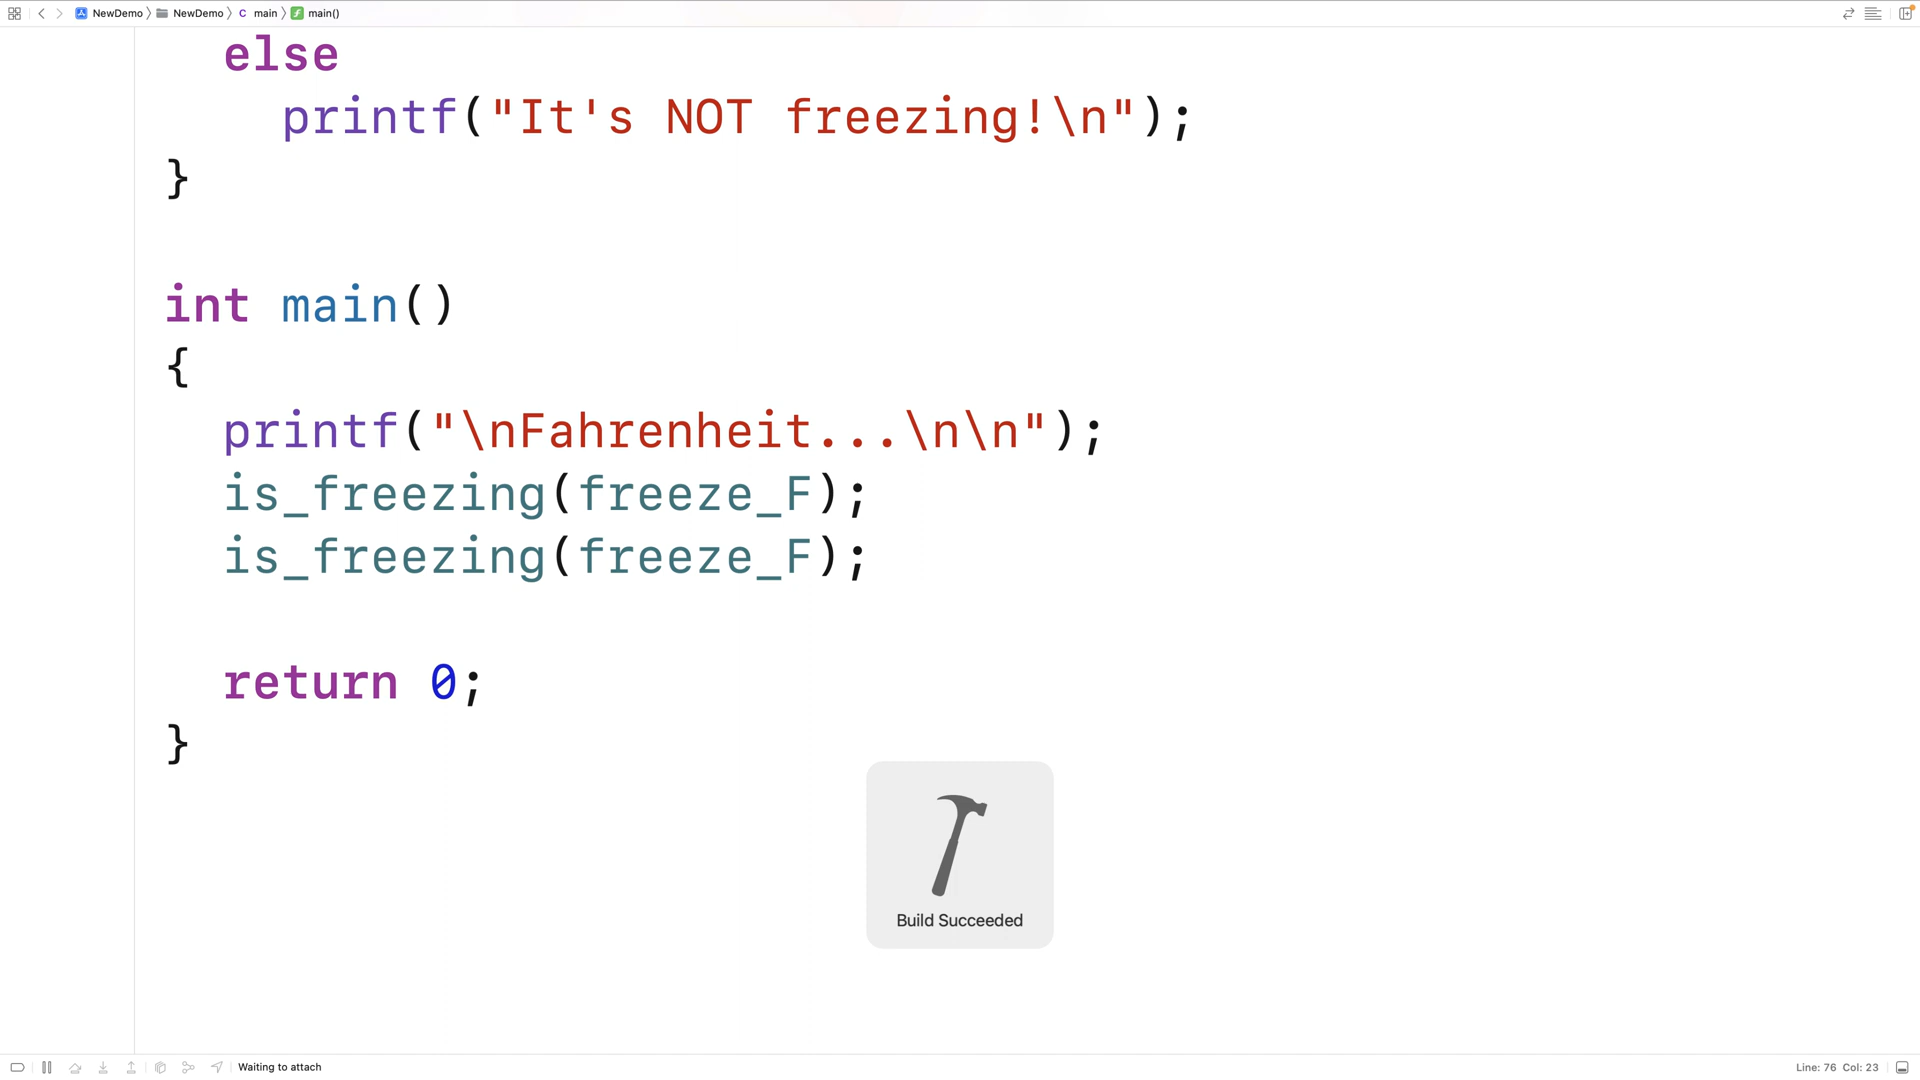 NewDemo NewDemo C main f main()
else
printf("It's NOT freezing!\n");
}
int main()
{
printf("\nFahrenheit...\n\n");
is_freezing(freeze_F);
is_freezing(freeze_F);
return 0;
}
Build Succeeded
Waiting to attach
Line: 76 Col: 23